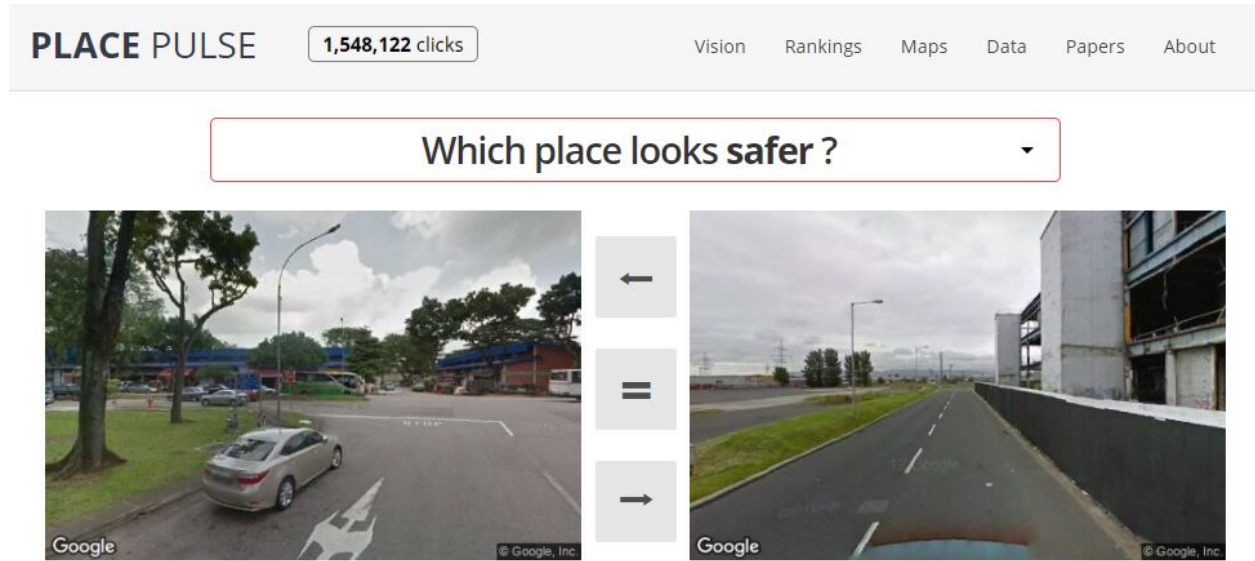 PLACE PULSE
1,548,122 clicks
Vision Rankings Maps Data Papers About
Which place looks safer ?
Google
© Google, Inc.
Google
© Google, Inc.